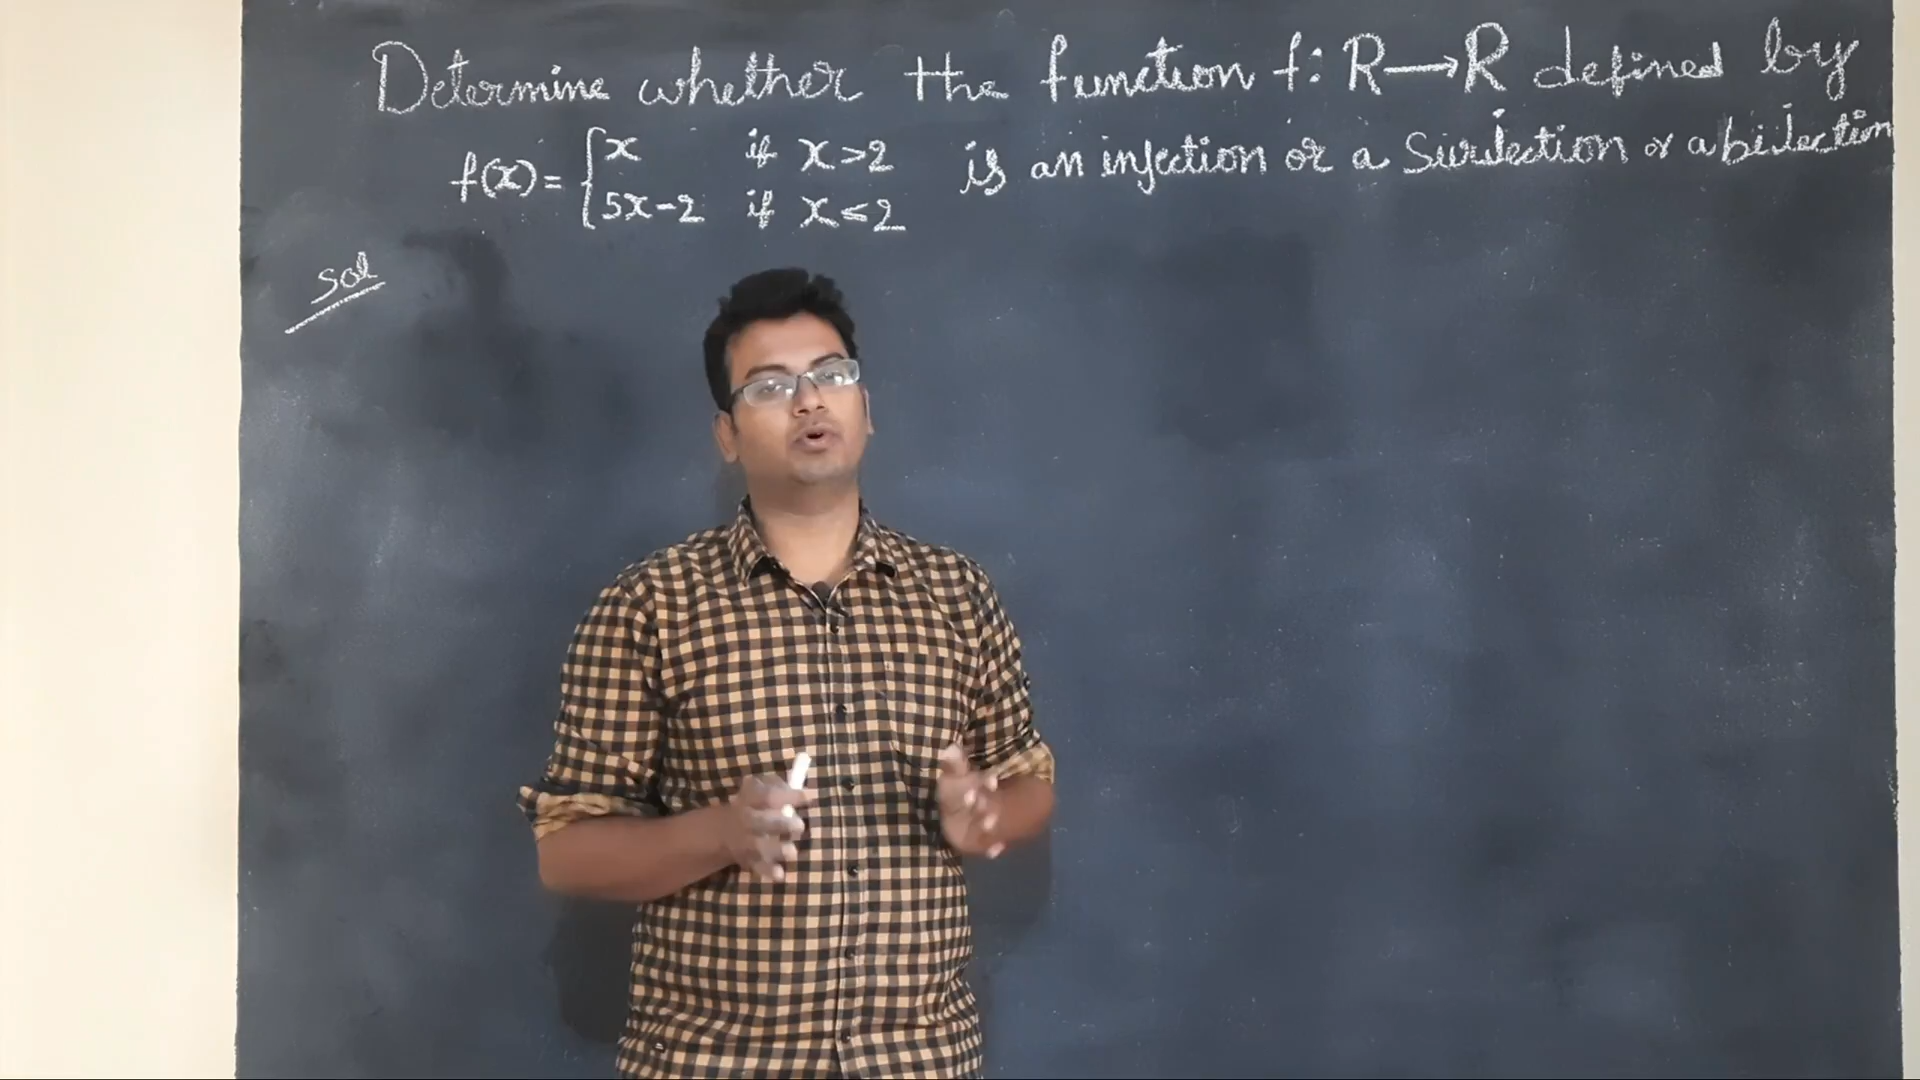 Determine whether the function f: R→R defined by
f(x) = { x if x>2 is an injection or a Surjection or a bijection
5x-2 if x≤2
Sol